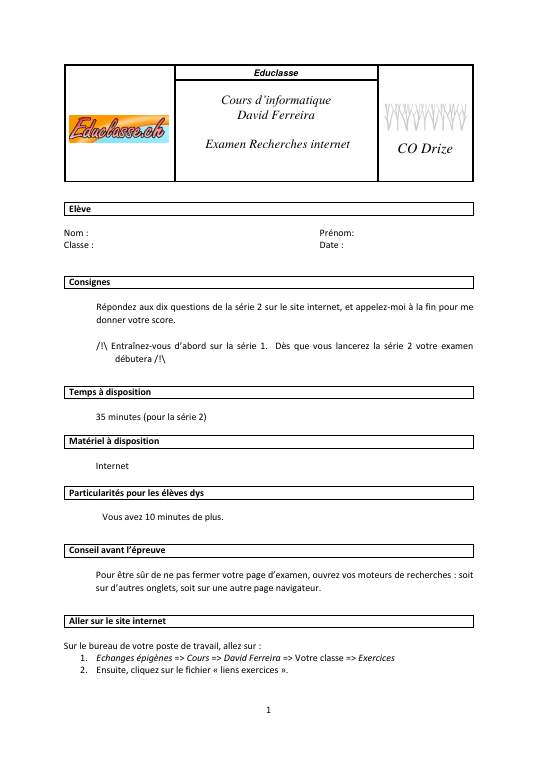 Educlasse
Educlasse.ch
Cours d'informatique
David Ferreira
Examen Recherches internet
CO Drize
Elève
Nom :
Prénom:
Classe :
Date :
Consignes
Répondez aux dix questions de la série 2 sur le site internet, et appelez-moi à la fin pour me
donner votre score.
/!\ Entraînez-vous d'abord sur la série 1. Dès que vous lancerez la série 2 votre examen
débutera /!\
Temps à disposition
35 minutes (pour la série 2)
Matériel à disposition
Internet
Particularités pour les élèves dys
Vous avez 10 minutes de plus.
Conseil avant l'épreuve
Pour être sûr de ne pas fermer votre page d'examen, ouvrez vos moteurs de recherches : soit
sur d'autres onglets, soit sur une autre page navigateur.
Aller sur le site internet
Sur le bureau de votre poste de travail, allez sur :
1. Echanges épigènes => Cours => David Ferreira => Votre classe => Exercices
2. Ensuite, cliquez sur le fichier « liens exercices ».
1